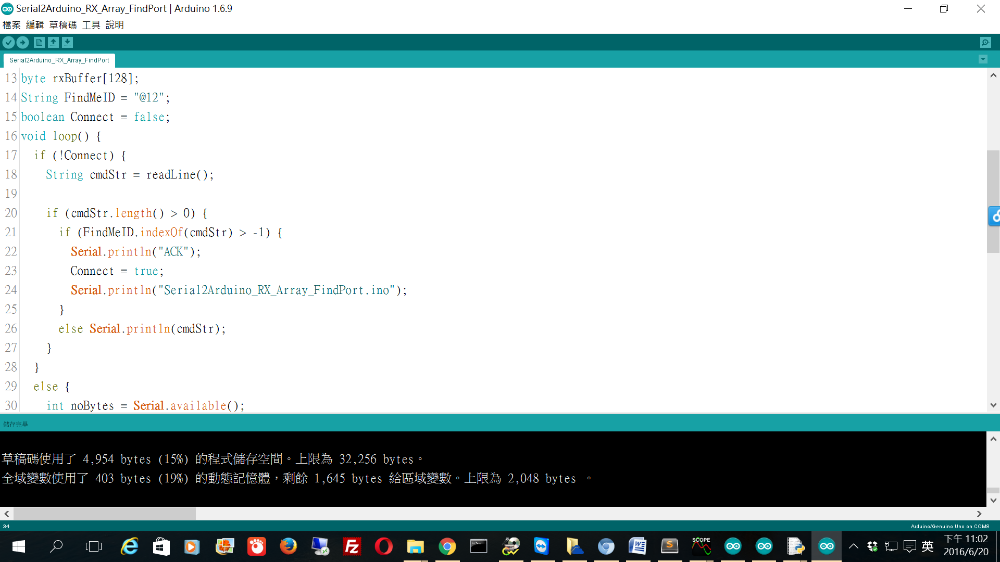 Serial2Arduino_RX_Array_FindPort | Arduino 1.6.9
檔案 編輯 草稿碼 工具 說明
Serial2Arduino_RX_Array_FindPort
13 byte rxBuffer[128];
14 String FindMeID = "@12";
15 boolean Connect = false;
16 void loop() {
17   if (!Connect) {
18     String cmdStr = readLine();
19
20     if (cmdStr.length() > 0) {
21       if (FindMeID.indexOf(cmdStr) > -1) {
22         Serial.println("ACK");
23         Connect = true;
24         Serial.println("Serial2Arduino_RX_Array_FindPort.ino");
25       }
26       else Serial.println(cmdStr);
27     }
28   }
29   else {
30     int noBytes = Serial.available();
儲存完畢
草稿碼使用了 4,954 bytes (15%) 的程式儲存空間。上限為 32,256 bytes。
全域變數使用了 403 bytes (19%) 的動態記憶體，剩餘 1,645 bytes 給區域變數。上限為 2,048 bytes 。
34
Arduino/Genuino Uno on COM8
SCOPE
英
下午 11:02
2016/6/20